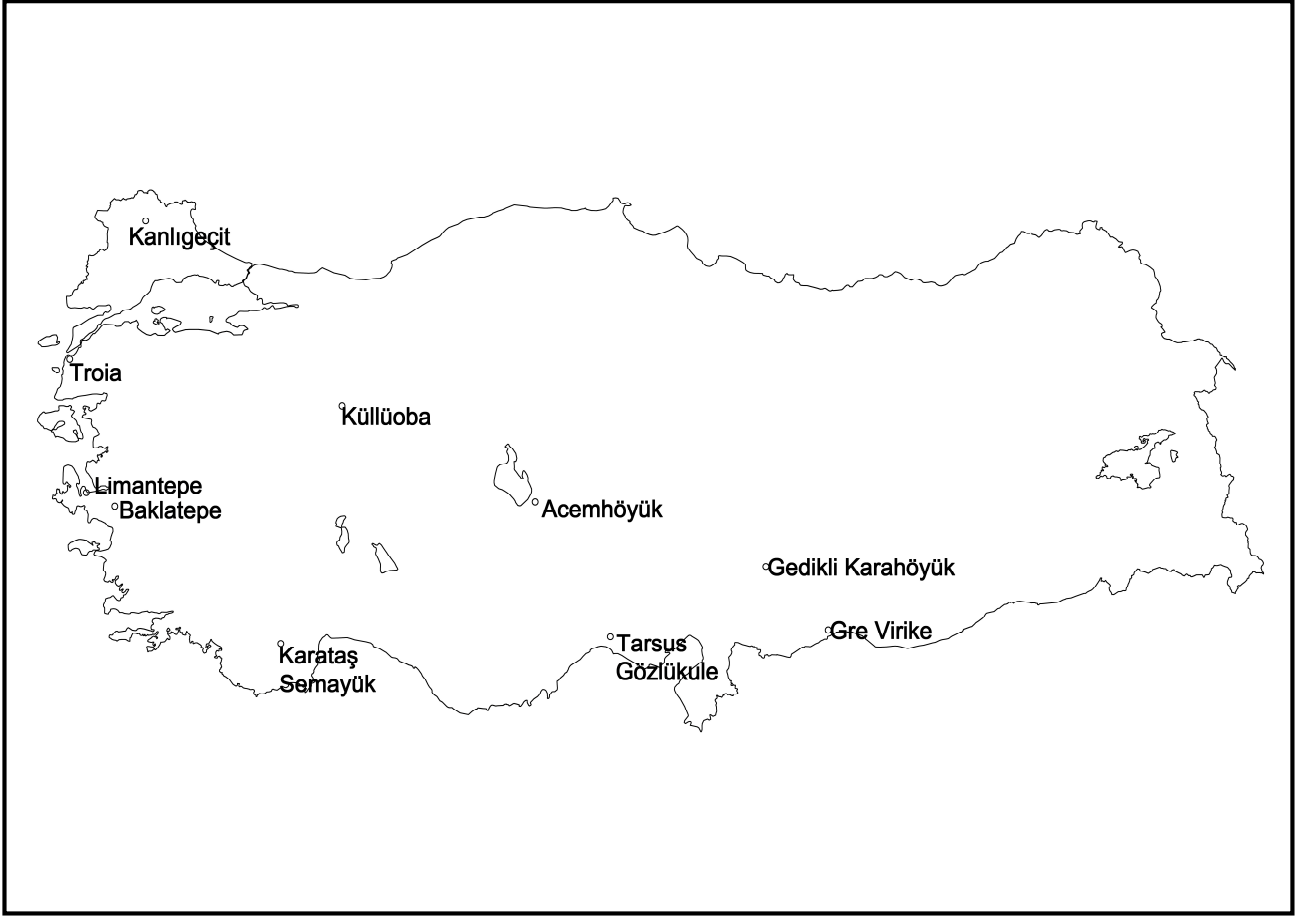 Kanlıgeçit
Troia
Küllüoba
Limantepe
Baklatepe
Acemhöyük
Gedikli Karahöyük
Gre Virike
Tarsus
Gözlükule
Karataş
Semayük